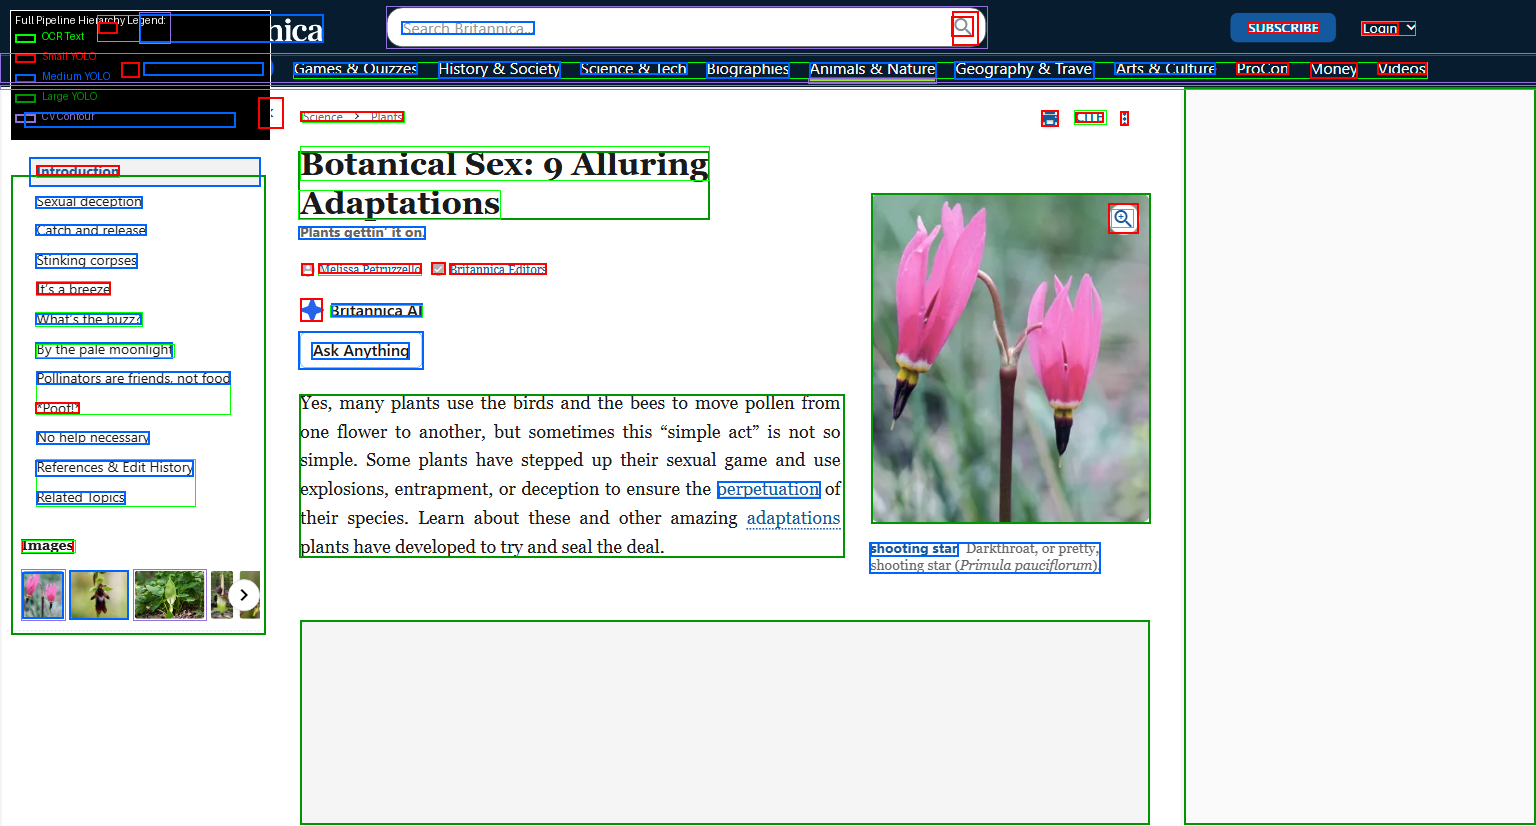 Full Pipeline Hierarchy Legend:
OCR Text
Small YOLO
Medium YOLO
Large YOLO
CV Contour
nica
Search Britannica...
SUBSCRIBE
Login
Games & Quizzes
History & Society
Science & Tech
Biographies
Animals & Nature
Geography & Trave
Arts & Culture
ProCon
Money
Videos
Science > Plants
CITE
Introduction
Sexual deception
Catch and release
Stinking corpses
It's a breeze
What's the buzz?
By the pale moonlight
Pollinators are friends, not food
*Poof!*
No help necessary
References & Edit History
Related Topics
Images
Botanical Sex: 9 Alluring
Adaptations
Plants gettin' it on.
Melissa Petruzzello
Britannica Editors
Britannica AI
Ask Anything
Yes, many plants use the birds and the bees to move pollen from
one flower to another, but sometimes this “simple act” is not so
simple. Some plants have stepped up their sexual game and use
explosions, entrapment, or deception to ensure the perpetuation of
their species. Learn about these and other amazing adaptations
plants have developed to try and seal the deal.
shooting star Darkthroat, or pretty,
shooting star (Primula pauciflorum).